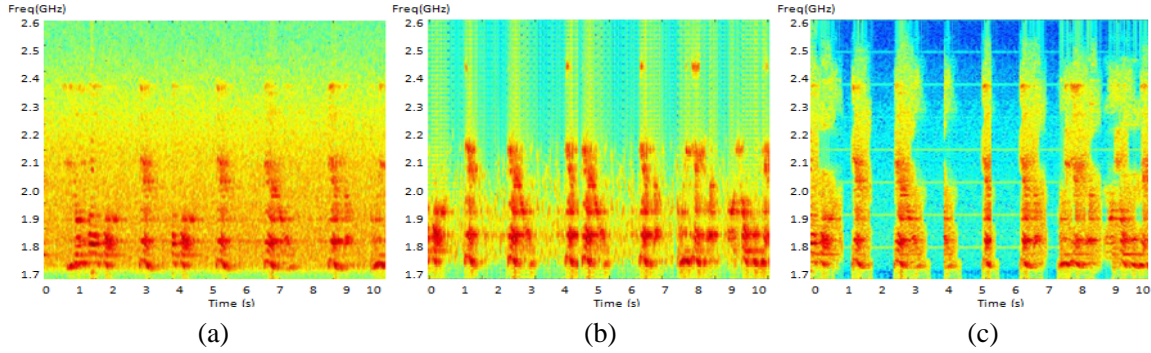 Freq(GHz) Freq(GHz) Freq(GHz)
2.6 2.6 2.6
2.5 2.5 2.5
2.4 2.4 2.4
2.3 2.3 2.3
2.2 2.2 2.2
2.1 2.1 2.1
2.0 2.0 2.0
1.9 1.9 1.9
1.8 1.8 1.8
1.7 1.7 1.7
0 1 2 3 4 5 6 7 8 9 10 0 1 2 3 4 5 6 7 8 9 10 0 1 2 3 4 5 6 7 8 9 10
Time (s) Time (s) Time (s)
(a) (b) (c)